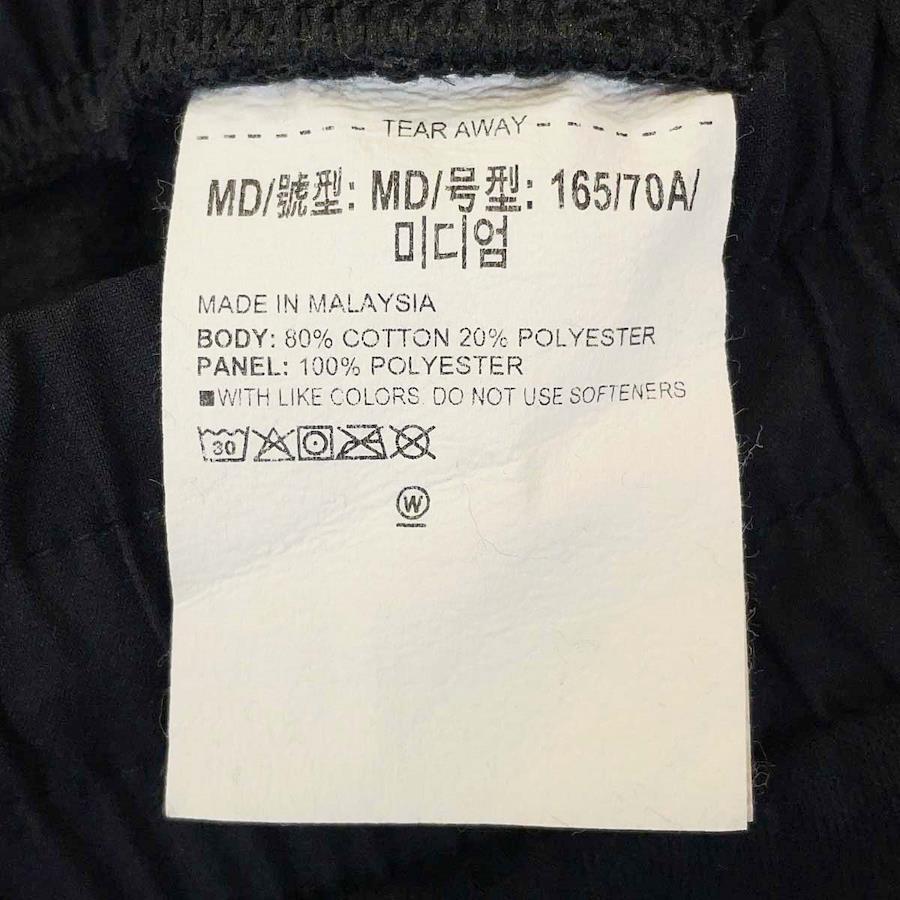 TEAR AWAY
MD/號型: MD/号型: 165/70A/
미디엄
MADE IN MALAYSIA
BODY: 80% COTTON 20% POLYESTER
PANEL: 100% POLYESTER
■WITH LIKE COLORS. DO NOT USE SOFTENERS
30
W